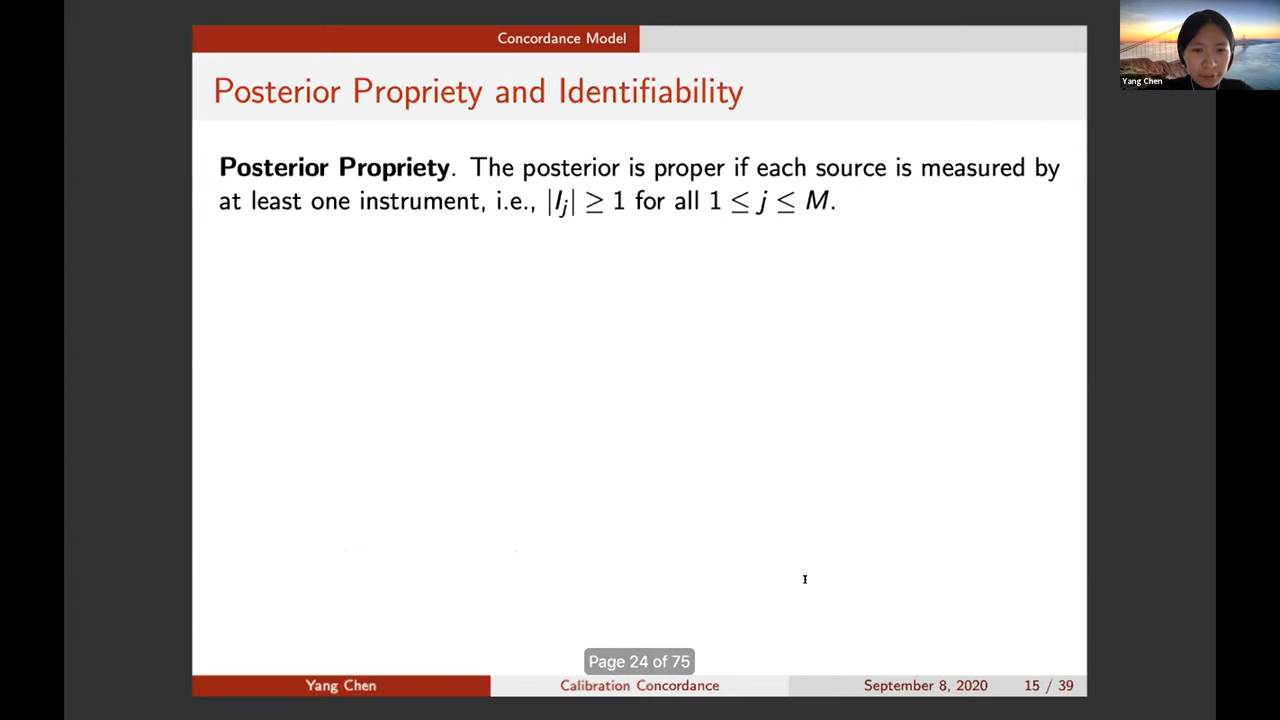 Concordance Model
Yang Chen
Posterior Propriety and Identifiability
Posterior Propriety. The posterior is proper if each source is measured by
at least one instrument, i.e., |I_j| ≥ 1 for all 1 ≤ j ≤ M.
Page 24 of 75
Yang Chen Calibration Concordance September 8, 2020 15 / 39